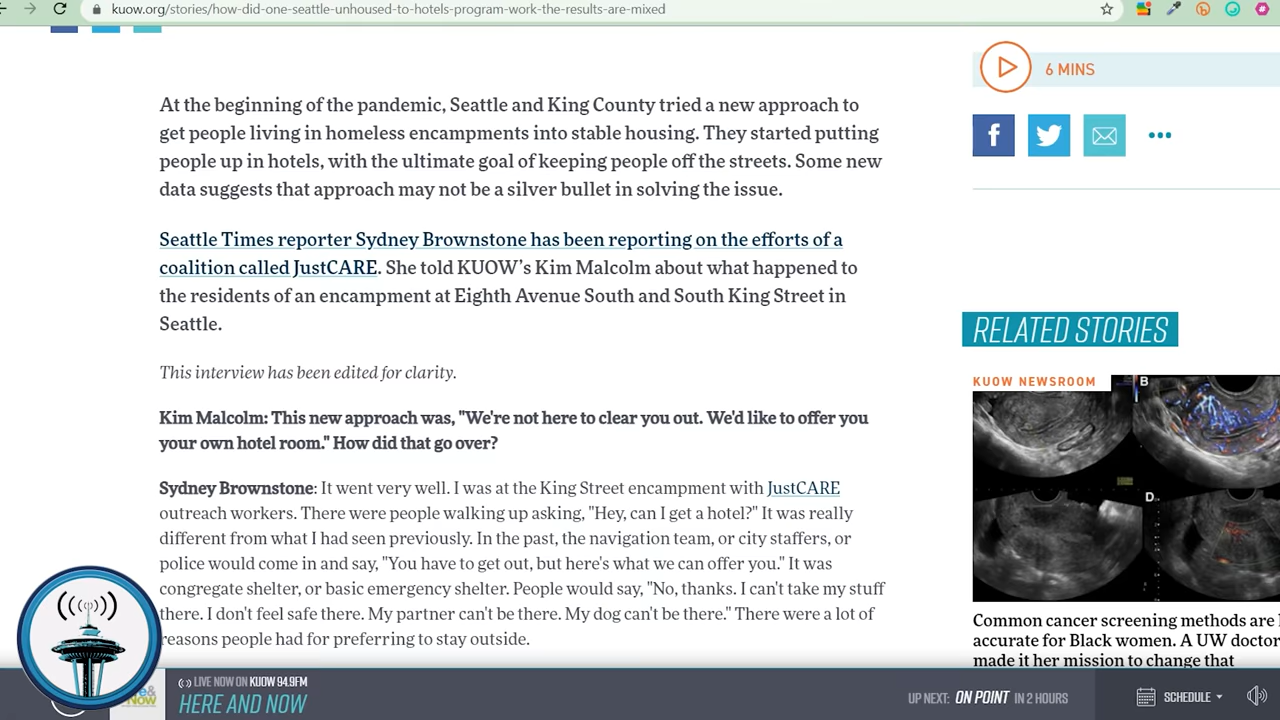 kuow.org/stories/how-did-one-seattle-unhoused-to-hotels-program-work-the-results-are-mixed
6 MINS
At the beginning of the pandemic, Seattle and King County tried a new approach to
get people living in homeless encampments into stable housing. They started putting
people up in hotels, with the ultimate goal of keeping people off the streets. Some new
data suggests that approach may not be a silver bullet in solving the issue.
Seattle Times reporter Sydney Brownstone has been reporting on the efforts of a
coalition called JustCARE. She told KUOW's Kim Malcolm about what happened to
the residents of an encampment at Eighth Avenue South and South King Street in
Seattle.
This interview has been edited for clarity.
Kim Malcolm: This new approach was, "We're not here to clear you out. We'd like to offer you
your own hotel room." How did that go over?
Sydney Brownstone: It went very well. I was at the King Street encampment with JustCARE
outreach workers. There were people walking up asking, "Hey, can I get a hotel?" It was really
different from what I had seen previously. In the past, the navigation team, or city staffers, or
police would come in and say, "You have to get out, but here's what we can offer you." It was
congregate shelter, or basic emergency shelter. People would say, "No, thanks. I can't take my stuff
there. I don't feel safe there. My partner can't be there. My dog can't be there." There were a lot of
reasons people had for preferring to stay outside.
RELATED STORIES
KUOW NEWSROOM
B
D
Common cancer screening methods are
accurate for Black women. A UW doctor
made it her mission to change that
LIVE NOW ON KUOW 94.9FM
HERE AND NOW
UP NEXT: ON POINT IN 2 HOURS
SCHEDULE